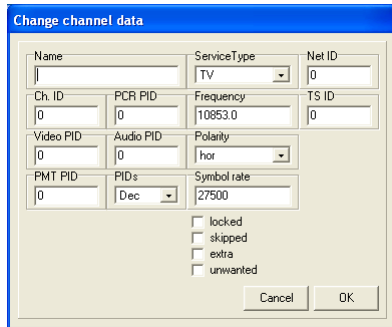 Change channel data
Name ServiceType Net ID
TV 0
Ch. ID PCR PID Frequency TS ID
0 0 10853.0 0
Video PID Audio PID Polarity
0 0 hor
PMT PID PIDs Symbol rate
0 Dec 27500
locked
skipped
extra
unwanted
Cancel OK